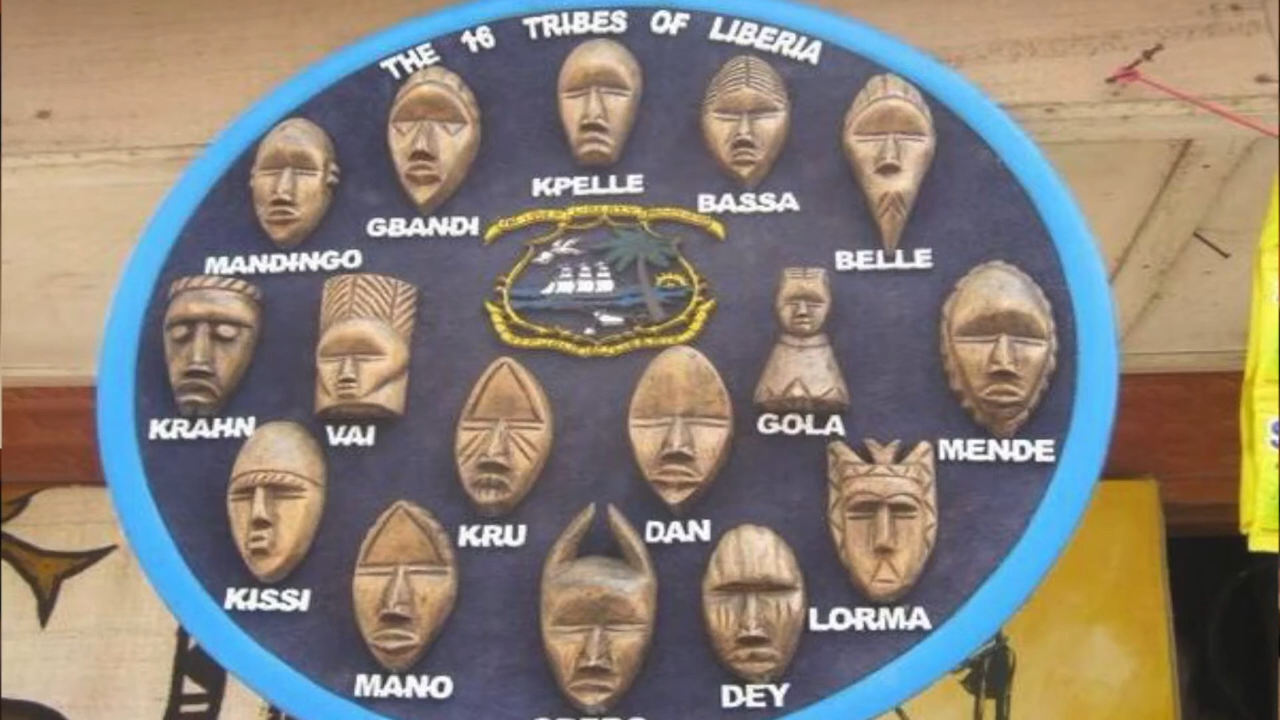 THE 16 TRIBES OF LIBERIA
KPELLE
BASSA
GBANDI
MANDINGO
BELLE
KRAHN
VAI
GOLA
MENDE
KRU
DAN
KISSI
LORMA
MANO
DEY